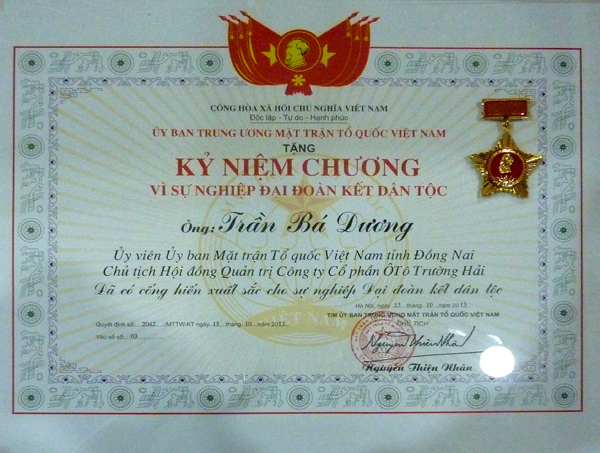 CỘNG HÒA XÃ HỘI CHỦ NGHĨA VIỆT NAM
Độc lập - Tự do - Hạnh phúc
ỦY BAN TRUNG ƯƠNG MẶT TRẬN TỔ QUỐC VIỆT NAM
TẶNG
KỶ NIỆM CHƯƠNG
VÌ SỰ NGHIỆP ĐẠI ĐOÀN KẾT DÂN TỘC
Ông: Trần Bá Dương
Ủy viên Ủy ban Mặt trận Tổ quốc Việt Nam tỉnh Đồng Nai
Chủ tịch Hội đồng Quản trị Công ty Cổ phần ÔTô Trường Hải
Đã có cống hiến xuất sắc cho sự nghiệp Đại đoàn kết dân tộc
Hà Nội, ngày 15 tháng 10 năm 2013
T/M ỦY BAN TRUNG ƯƠNG MẶT TRẬN TỔ QUỐC VIỆT NAM
CHỦ TỊCH
Quyết định số: 2042 /MTTW-KT ngày 15 tháng 10 năm 2013
Vào sổ số: 03
Nguyễn Thiện Nhân